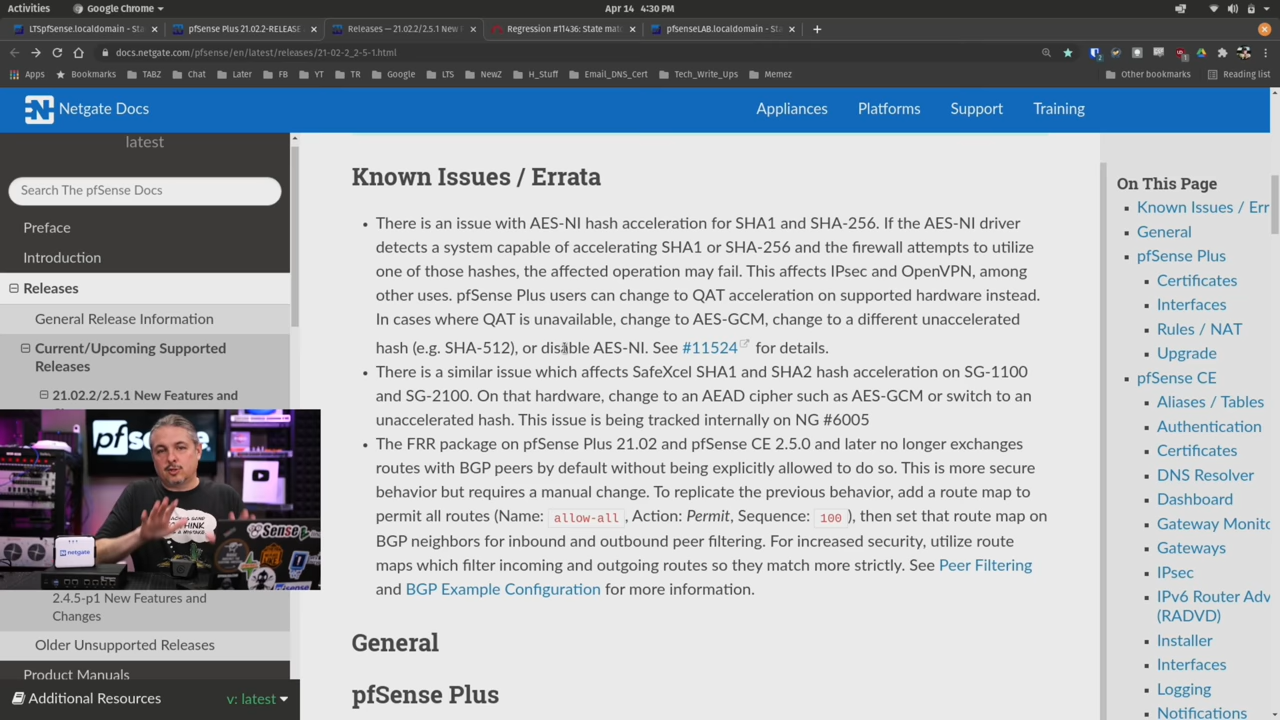 Activities
Google Chrome
Apr 14 4:30 PM
LTSpfsense.localdomain - Sta
pfSense Plus 21.02.2-RELEASE
Releases — 21.02.2/2.5.1 New F
Regression #11436: State mat
pfsenseLAB.localdomain - Sta
docs.netgate.com/pfsense/en/latest/releases/21-02-2_2-5-1.html
Apps
Bookmarks
TABZ
Chat
Later
FB
YT
TR
Google
LTS
NewZ
H_Stuff
Email_DNS_Cert
Tech_Write_Ups
Memez
Other bookmarks
Reading list
Netgate Docs
Appliances
Platforms
Support
Training
latest
Search The pfSense Docs
Preface
Introduction
Releases
General Release Information
Current/Upcoming Supported
Releases
21.02.2/2.5.1 New Features and
2.4.5-p1 New Features and
Changes
Older Unsupported Releases
Product Manuals
Additional Resources
v: latest
Known Issues / Errata
There is an issue with AES-NI hash acceleration for SHA1 and SHA-256. If the AES-NI driver
detects a system capable of accelerating SHA1 or SHA-256 and the firewall attempts to utilize
one of those hashes, the affected operation may fail. This affects IPsec and OpenVPN, among
other uses. pfSense Plus users can change to QAT acceleration on supported hardware instead.
In cases where QAT is unavailable, change to AES-GCM, change to a different unaccelerated
hash (e.g. SHA-512), or disable AES-NI. See #11524 for details.
There is a similar issue which affects SafeXcel SHA1 and SHA2 hash acceleration on SG-1100
and SG-2100. On that hardware, change to an AEAD cipher such as AES-GCM or switch to an
unaccelerated hash. This issue is being tracked internally on NG #6005
The FRR package on pfSense Plus 21.02 and pfSense CE 2.5.0 and later no longer exchanges
routes with BGP peers by default without being explicitly allowed to do so. This is more secure
behavior but requires a manual change. To replicate the previous behavior, add a route map to
permit all routes (Name: allow-all, Action: Permit, Sequence: 100), then set that route map on
BGP neighbors for inbound and outbound peer filtering. For increased security, utilize route
maps which filter incoming and outgoing routes so they match more strictly. See Peer Filtering
and BGP Example Configuration for more information.
General
pfSense Plus
On This Page
Known Issues / Err
General
pfSense Plus
Certificates
Interfaces
Rules / NAT
Upgrade
pfSense CE
Aliases / Tables
Authentication
Certificates
DNS Resolver
Dashboard
Gateway Monito
Gateways
IPsec
IPv6 Router Adv
(RADVD)
Installer
Interfaces
Logging
Notifications
pfSense
netgate
THINK
Sense